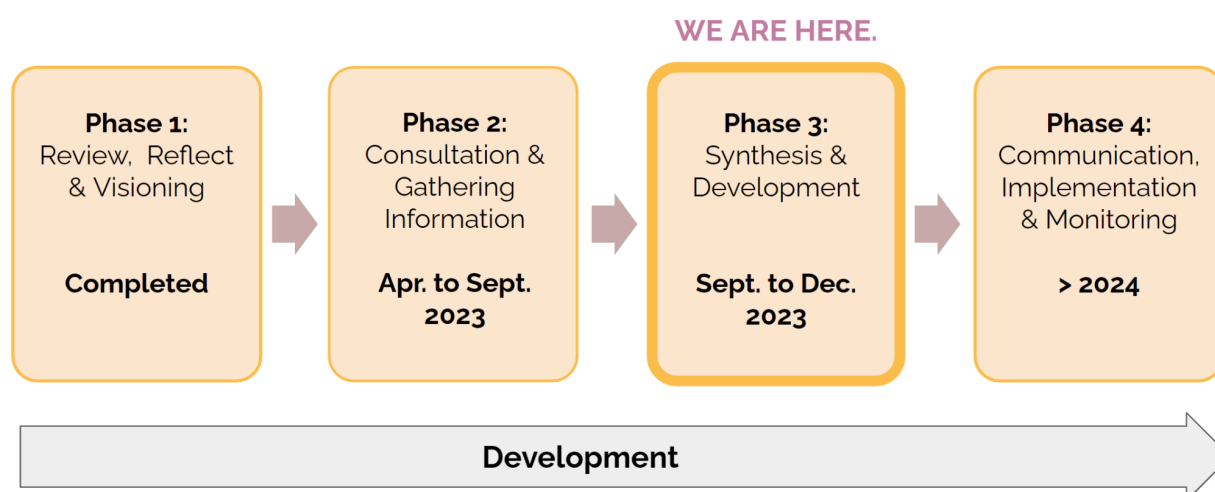 WE ARE HERE.
Phase 1:
Review, Reflect
& Visioning
Completed
Phase 2:
Consultation &
Gathering
Information
Apr. to Sept.
2023
Phase 3:
Synthesis &
Development
Sept. to Dec.
2023
Phase 4:
Communication,
Implementation
& Monitoring
> 2024
Development